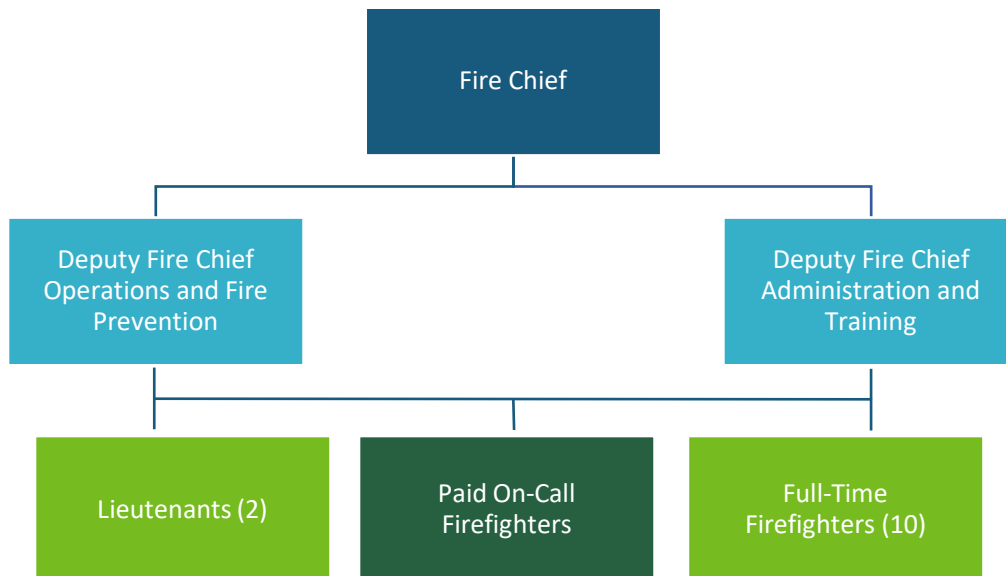 Fire Chief
Deputy Fire Chief
Operations and Fire
Prevention
Deputy Fire Chief
Administration and
Training
Lieutenants (2)
Paid On-Call
Firefighters
Full-Time
Firefighters (10)